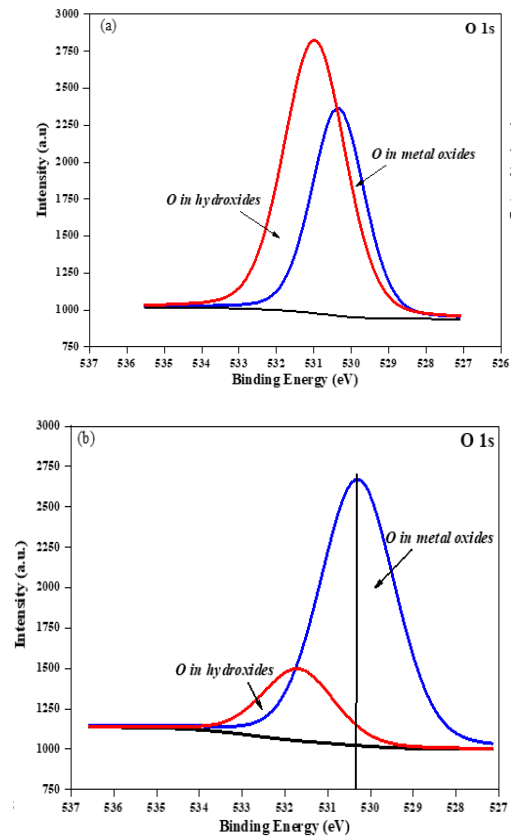 (a)
O 1s
3000
2750
2500
2250
2000
1750
1500
1250
1000
750
Intensity (a.u)
O in hydroxides
O in metal oxides
537 536 535 534 533 532 531 530 529 528 527 526
Binding Energy (eV)
(b)
O 1s
3000
2750
2500
2250
2000
1750
1500
1250
1000
750
Intensity (a.u.)
O in metal oxides
O in hydroxides
537 536 535 534 533 532 531 530 529 528 527
Binding Energy (eV)